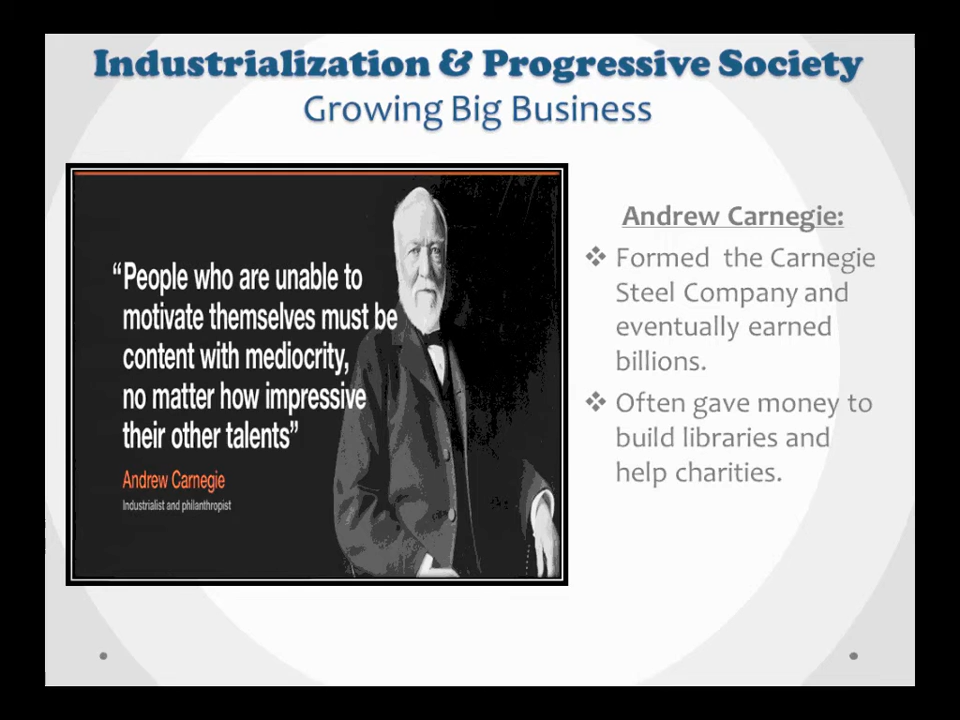 Industrialization & Progressive Society
Growing Big Business
“People who are unable to
motivate themselves must be
content with mediocrity,
no matter how impressive
their other talents”
Andrew Carnegie
Industrialist and philanthropist
Andrew Carnegie:
❖ Formed the Carnegie
Steel Company and
eventually earned
billions.
❖ Often gave money to
build libraries and
help charities.